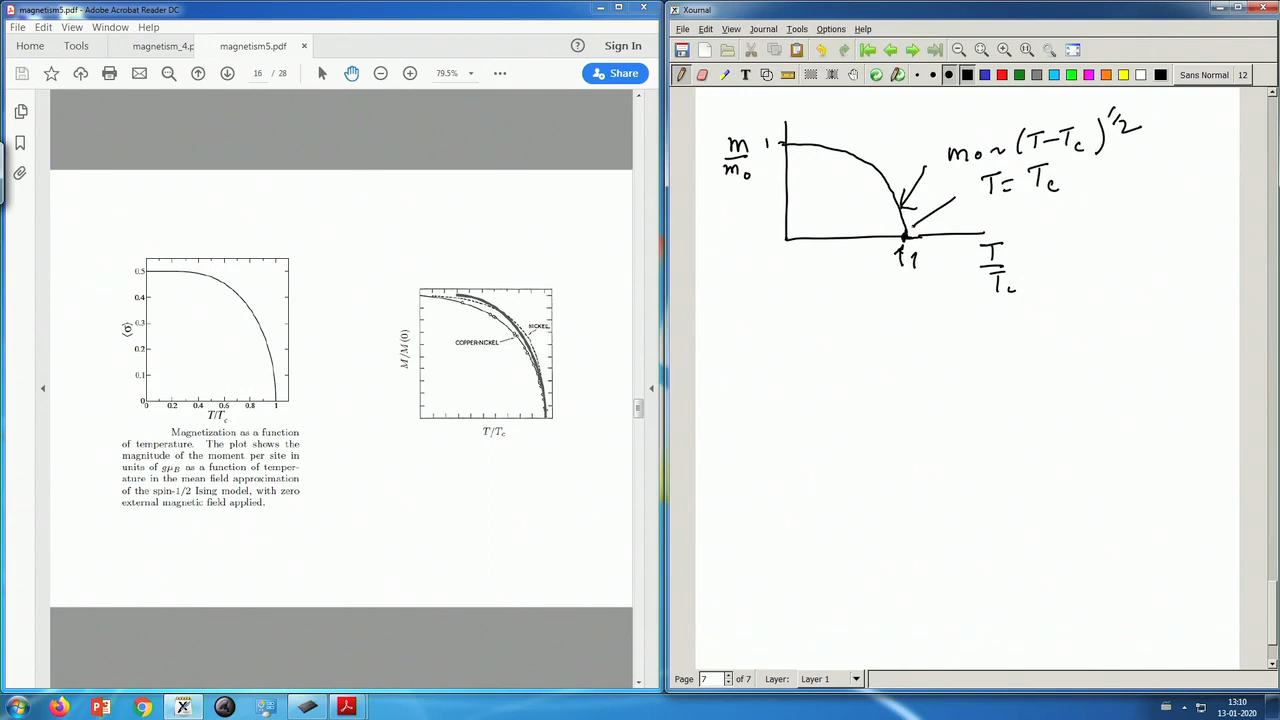 magnetism5.pdf - Adobe Acrobat Reader DC
File Edit View Window Help
Home Tools magnetism_4.p magnetism5.pdf × Sign In
16 / 28 79.5% Share
0.5
0.4
0.3
0.2
0.1
0
⟨σ⟩
0 0.2 0.4 0.6 0.8 1
T/Tc
Magnetization as a function
of temperature. The plot shows the
magnitude of the moment per site in
units of gμB as a function of temper-
ature in the mean field approximation
of the spin-1/2 Ising model, with zero
external magnetic field applied.
M/M(0)
NICKEL
COPPER-NICKEL
T/Tc
Xournal
File Edit View Journal Tools Options Help
Sans Normal 12
m/m₀
1
m₀ ~ (T-Tc)^1/2
T = Tc
1
T/Tc
Page 7 of 7 Layer: Layer 1
13:10
13-01-2020